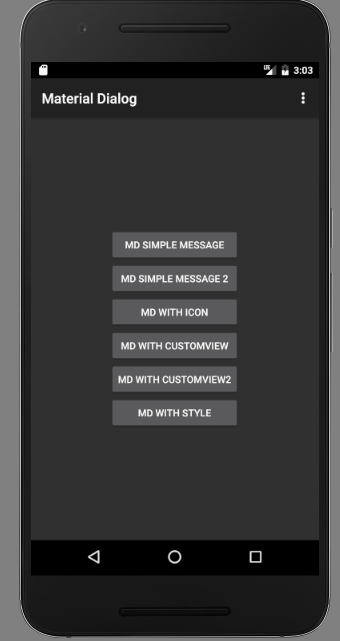 LTE 3:03
Material Dialog
MD SIMPLE MESSAGE
MD SIMPLE MESSAGE 2
MD WITH ICON
MD WITH CUSTOMVIEW
MD WITH CUSTOMVIEW2
MD WITH STYLE